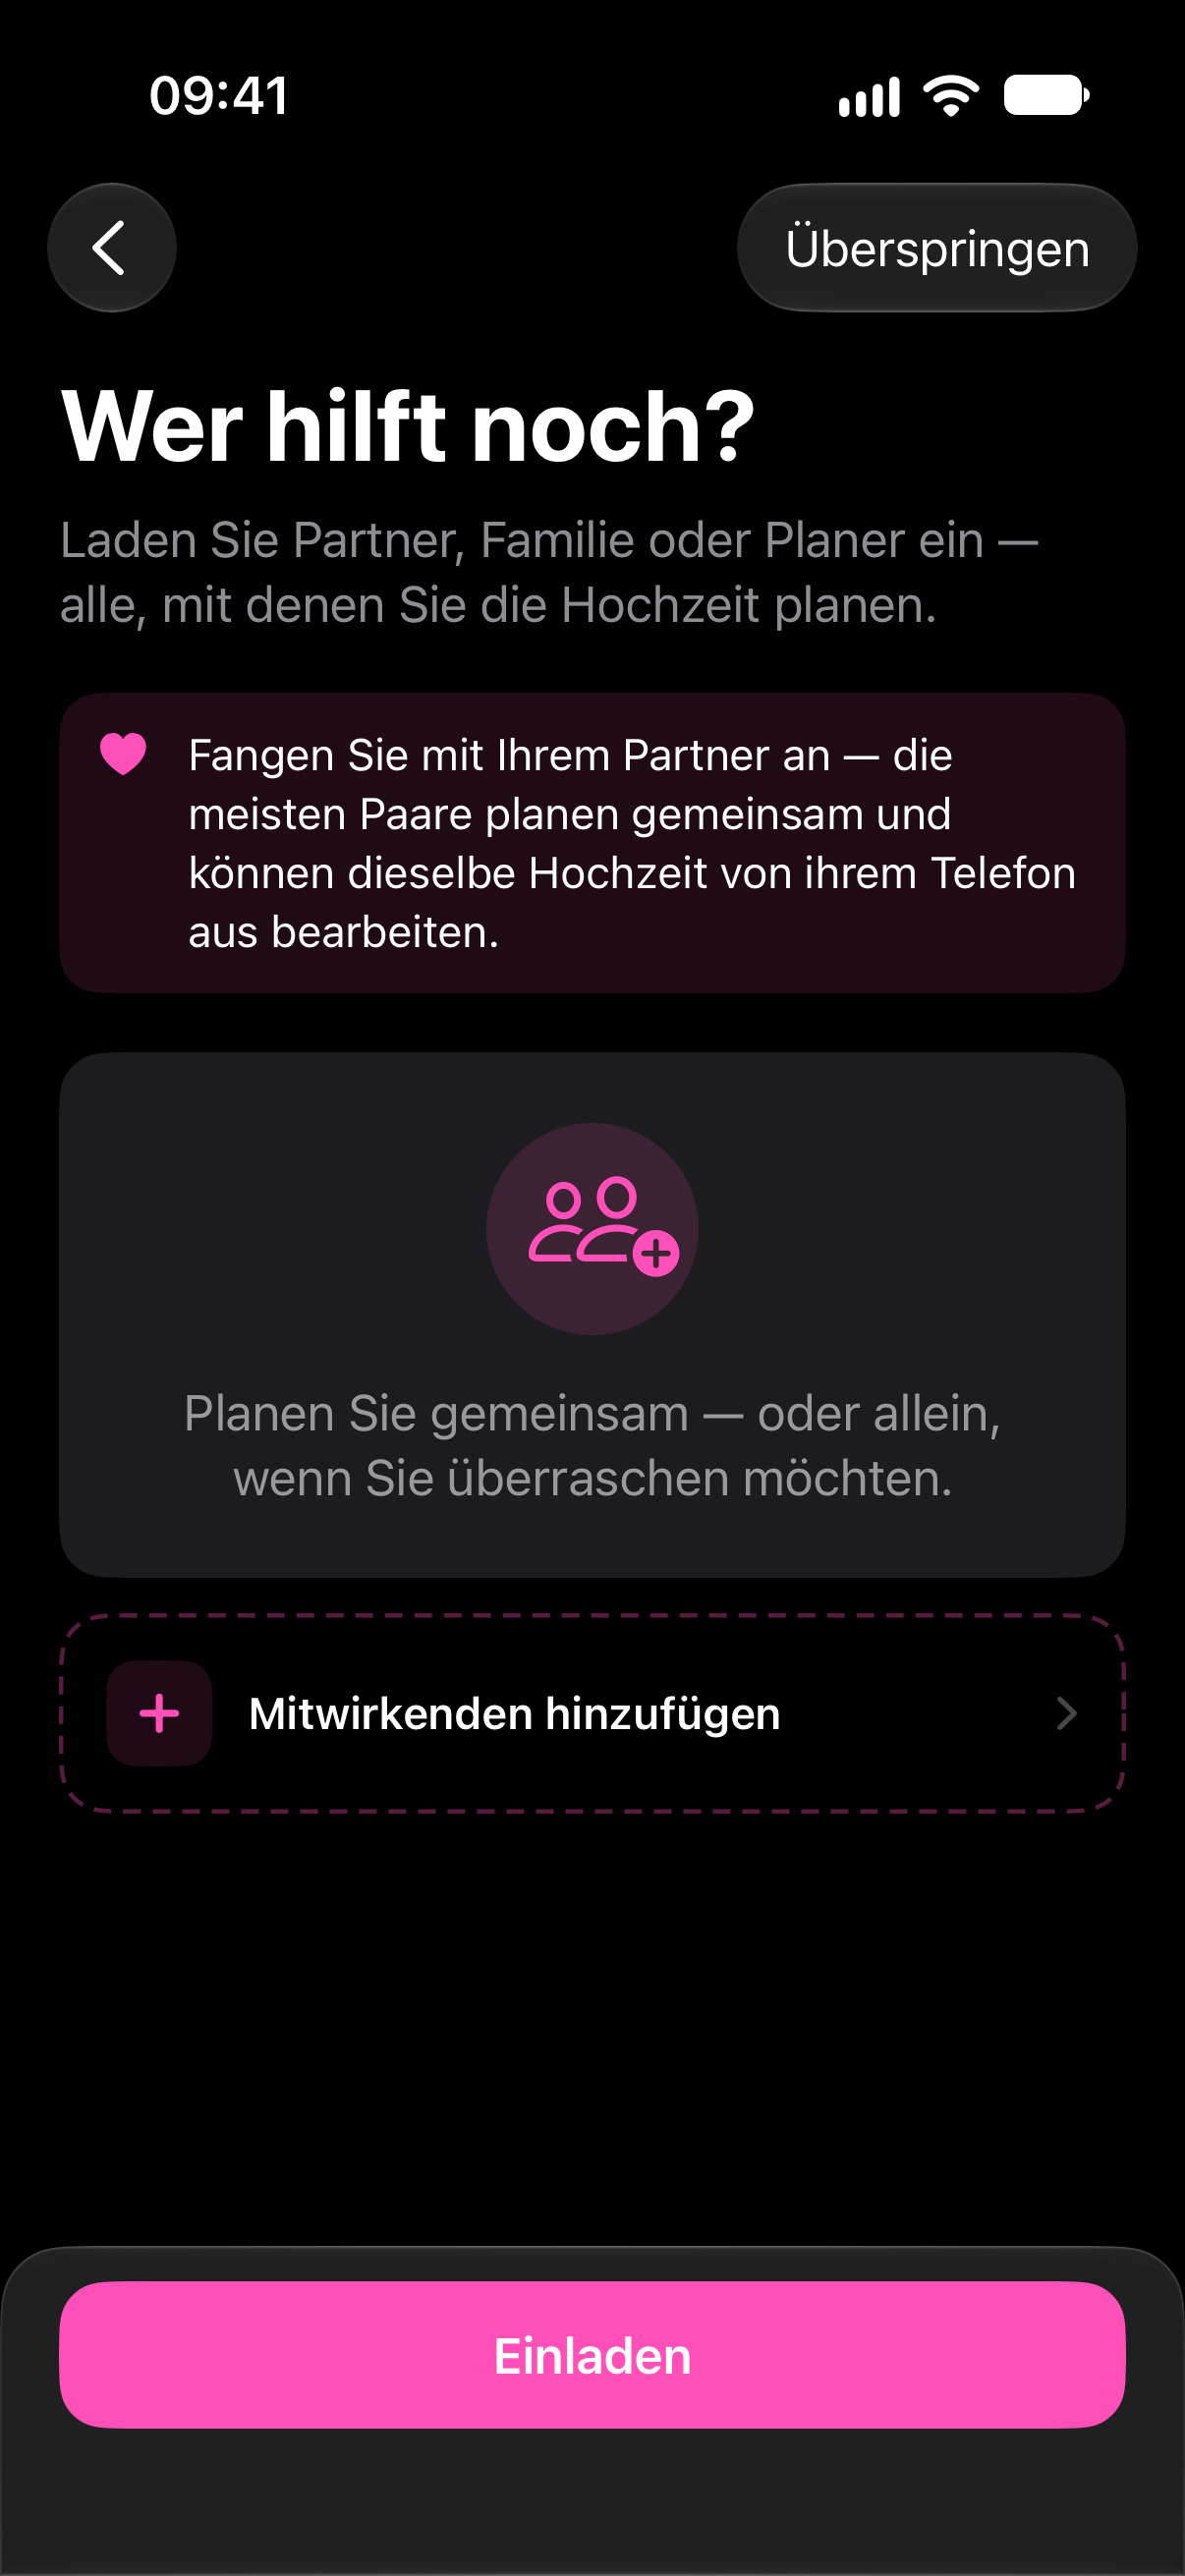 09:41
Überspringen
Wer hilft noch?
Laden Sie Partner, Familie oder Planer ein —
alle, mit denen Sie die Hochzeit planen.
Fangen Sie mit Ihrem Partner an — die
meisten Paare planen gemeinsam und
können dieselbe Hochzeit von ihrem Telefon
aus bearbeiten.
Planen Sie gemeinsam — oder allein,
wenn Sie überraschen möchten.
Mitwirkenden hinzufügen
Einladen